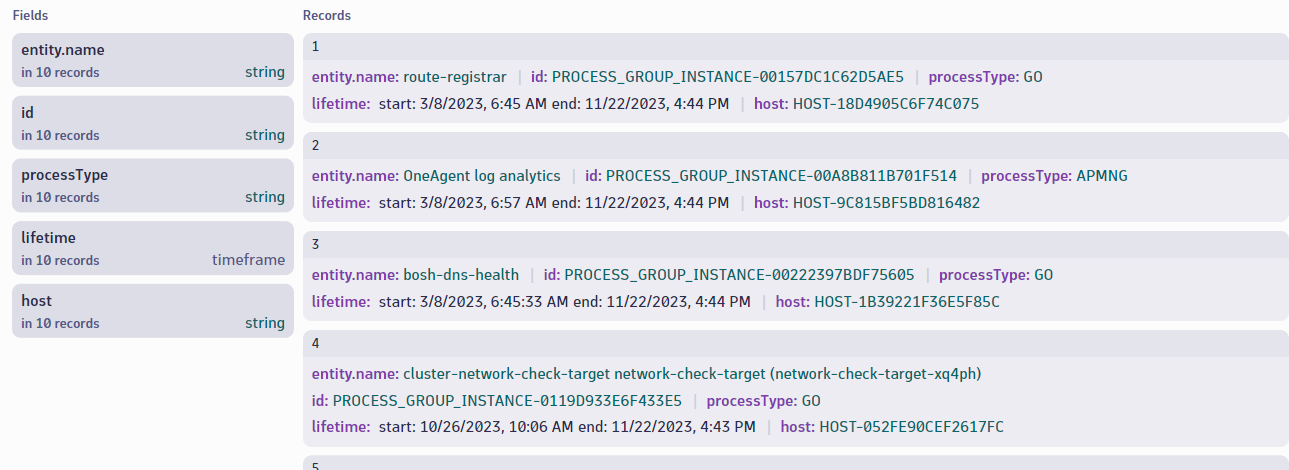 Fields
entity.name
in 10 records string
id
in 10 records string
processType
in 10 records string
lifetime
in 10 records timeframe
host
in 10 records string
Records
1
entity.name: route-registrar | id: PROCESS_GROUP_INSTANCE-00157DC1C62D5AE5 | processType: GO
lifetime: start: 3/8/2023, 6:45 AM end: 11/22/2023, 4:44 PM | host: HOST-18D4905C6F74C075
2
entity.name: OneAgent log analytics | id: PROCESS_GROUP_INSTANCE-00A8B811B701F514 | processType: APMNG
lifetime: start: 3/8/2023, 6:57 AM end: 11/22/2023, 4:44 PM | host: HOST-9C815BF5BD816482
3
entity.name: bosh-dns-health | id: PROCESS_GROUP_INSTANCE-00222397BDF75605 | processType: GO
lifetime: start: 3/8/2023, 6:45:33 AM end: 11/22/2023, 4:44 PM | host: HOST-1B39221F36E5F85C
4
entity.name: cluster-network-check-target network-check-target (network-check-target-xq4ph)
id: PROCESS_GROUP_INSTANCE-0119D933E6F433E5 | processType: GO
lifetime: start: 10/26/2023, 10:06 AM end: 11/22/2023, 4:43 PM | host: HOST-052FE90CEF2617FC
5